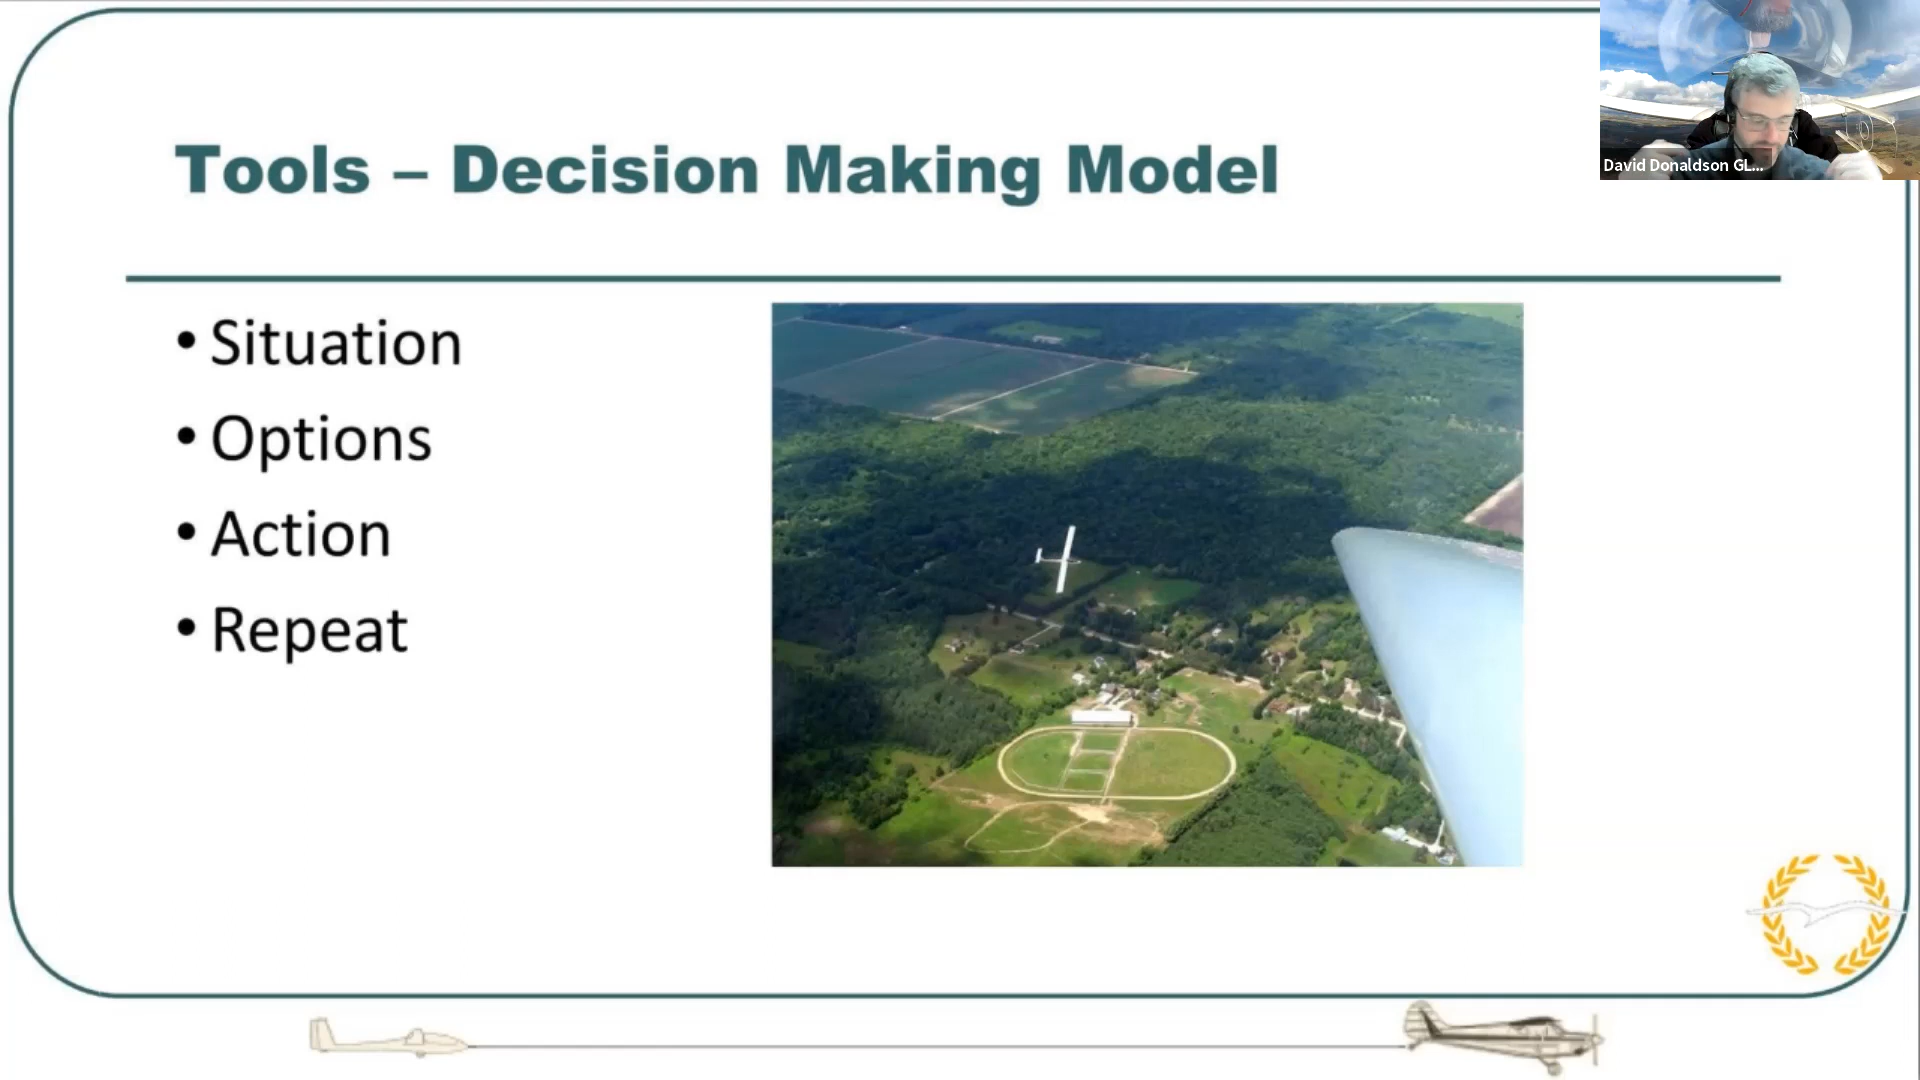 Tools – Decision Making Model
• Situation
• Options
• Action
• Repeat
David Donaldson GL...